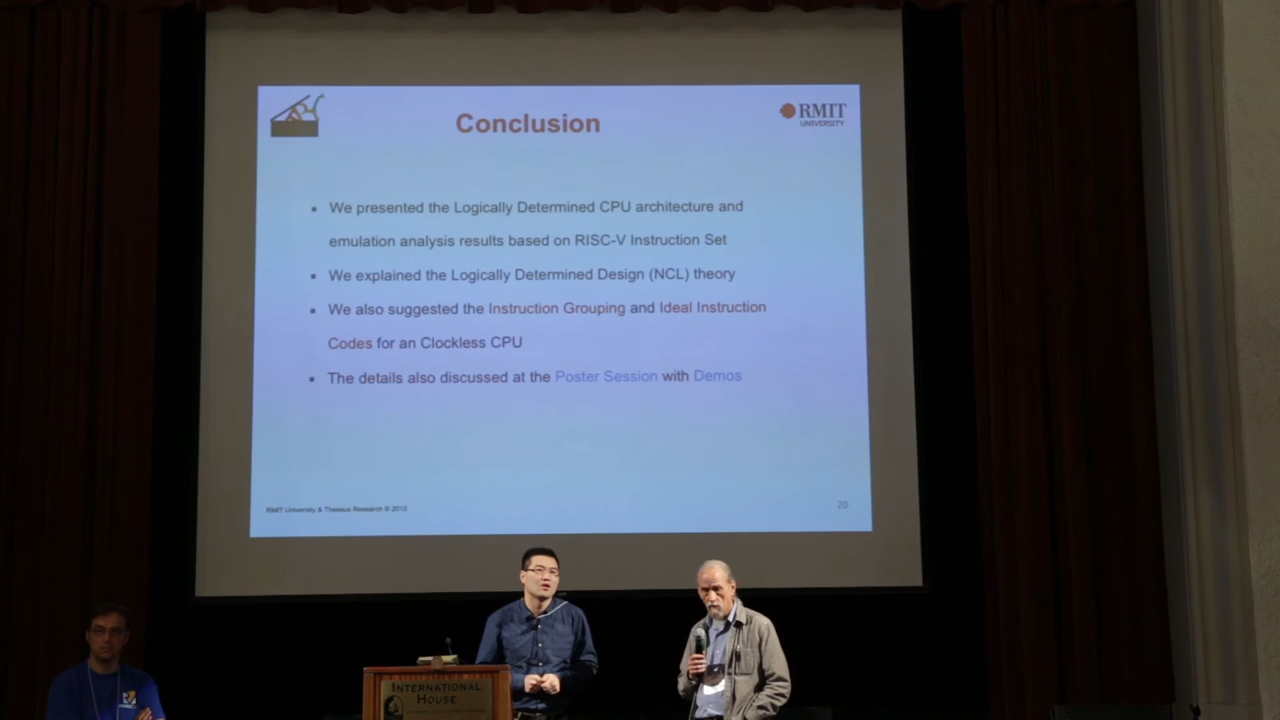 Conclusion
RMIT
UNIVERSITY
We presented the Logically Determined CPU architecture and
emulation analysis results based on RISC-V Instruction Set
We explained the Logically Determined Design (NCL) theory
We also suggested the Instruction Grouping and Ideal Instruction
Codes for an Clockless CPU
The details also discussed at the Poster Session with Demos
RMIT University & Theseus Research © 2015
20
INTERNATIONAL
HOUSE